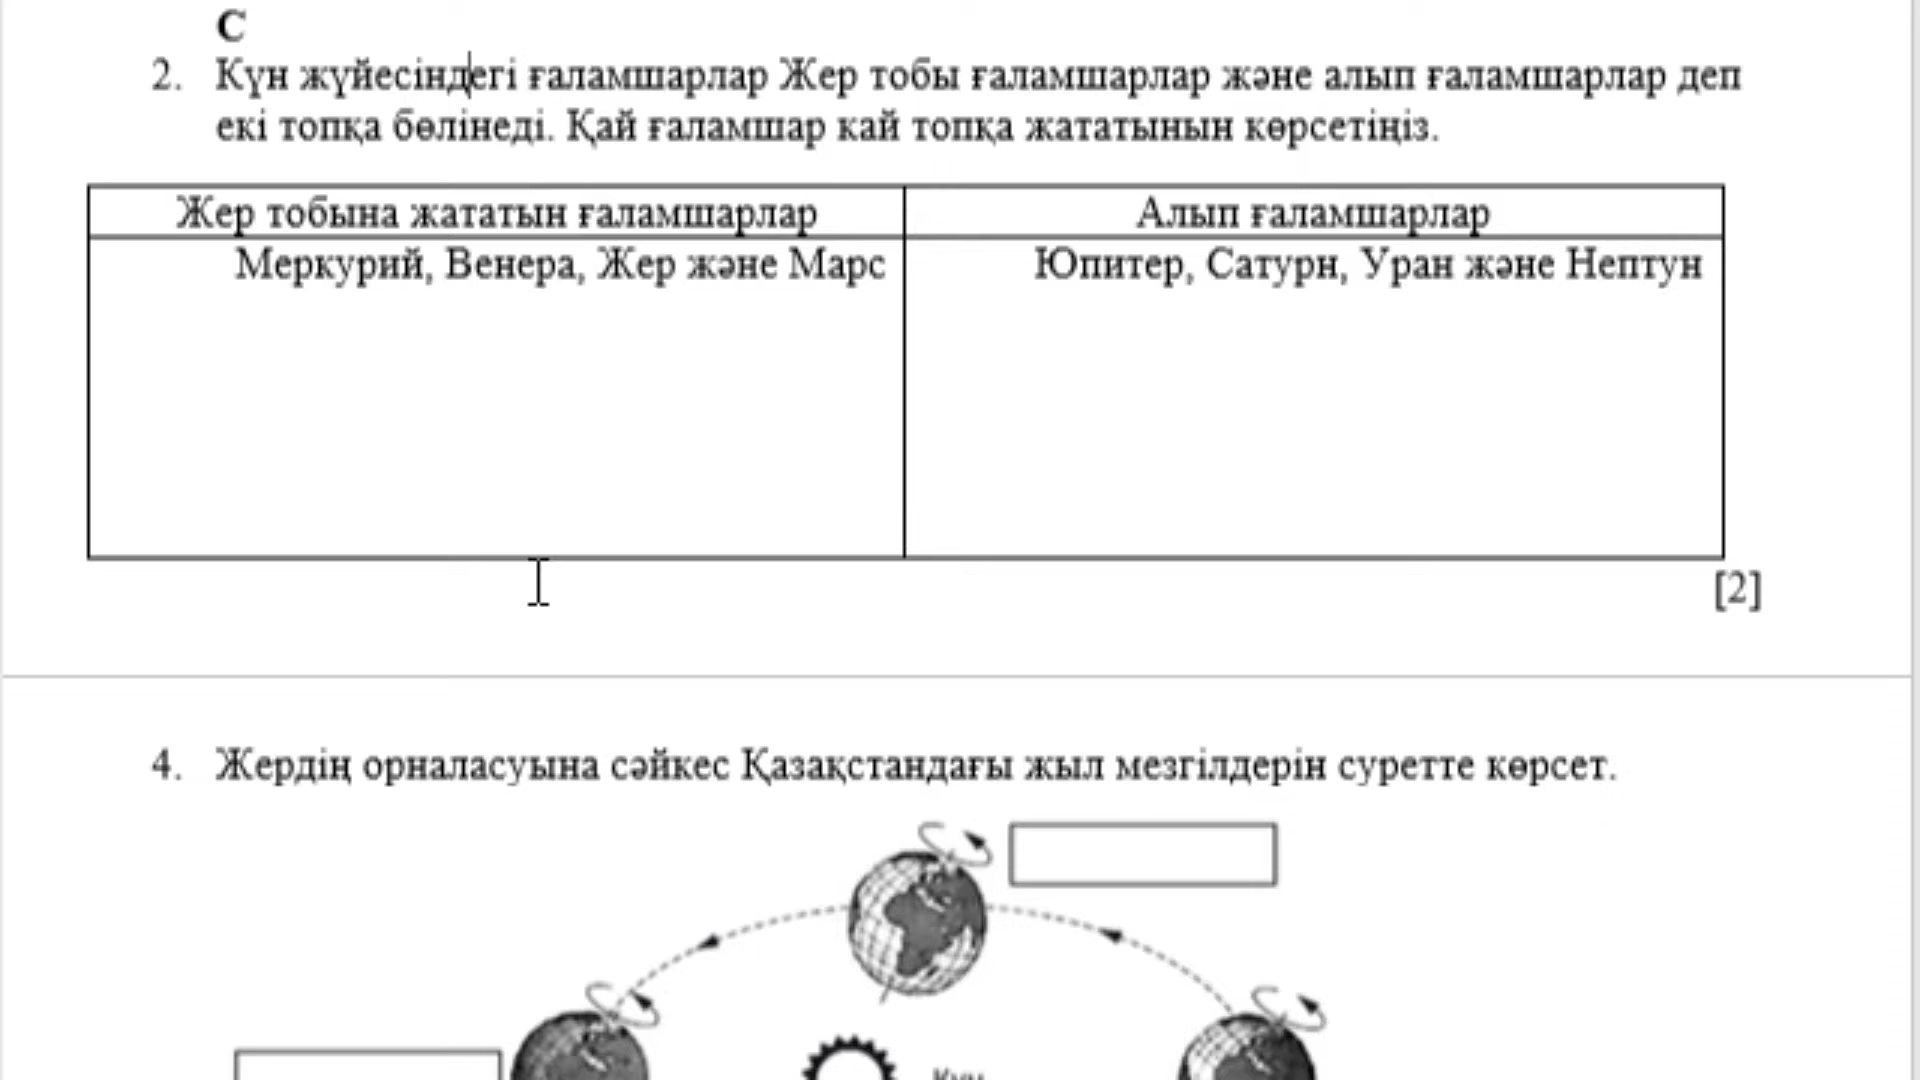 С
2. Күн жүйесіндегі ғаламшарлар Жер тобы ғаламшарлар және алып ғаламшарлар деп
екі топқа бөлінеді. Қай ғаламшар кай топқа жататынын көрсетіңіз.
Жер тобына жататын ғаламшарлар
Алып ғаламшарлар
Меркурий, Венера, Жер және Марс
Юпитер, Сатурн, Уран және Нептун
[2]
4. Жердің орналасуына сәйкес Қазақстандағы жыл мезгілдерін суретте көрсет.